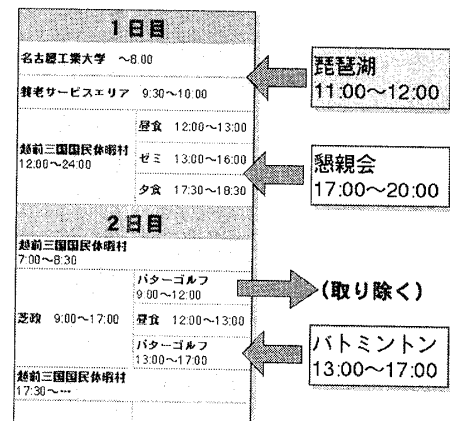 1日目
名古屋工業大学　～8:00
養老サービスエリア　9:30～10:00
越前三国国民休暇村
12:00～24:00
昼食　12:00～13:00
ゼミ　13:00～16:00
夕食　17:30～18:30
琵琶湖
11:00～12:00
懇親会
17:00～20:00
2日目
越前三国国民休暇村
7:00～8:30
芝政　9:00～17:00
パターゴルフ
9:00～12:00
昼食　12:00～13:00
パターゴルフ
13:00～17:00
越前三国国民休暇村
17:30～…
(取り除く)
バトミントン
13:00～17:00